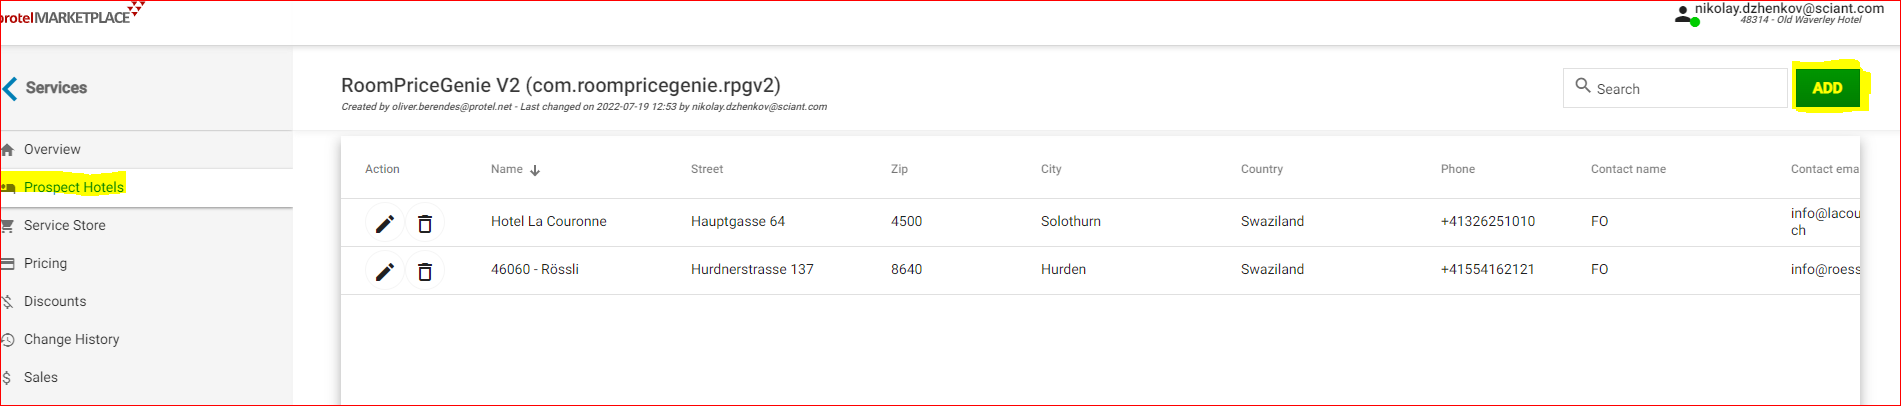 protelMARKETPLACE
nikolay.dzhenkov@sciant.com
48314 - Old Waverley Hotel
Services
RoomPriceGenie V2 (com.roompricegenie.rpgv2)
Created by oliver.berendes@protel.net - Last changed on 2022-07-19 12:53 by nikolay.dzhenkov@sciant.com
Search
ADD
Overview
Prospect Hotels
Service Store
Pricing
Discounts
Change History
Sales
Action Name Street Zip City Country Phone Contact name Contact ema
Hotel La Couronne Hauptgasse 64 4500 Solothurn Swaziland +41326251010 FO info@lacou
ch
46060 - Rössli Hurdnerstrasse 137 8640 Hurden Swaziland +41554162121 FO info@roess